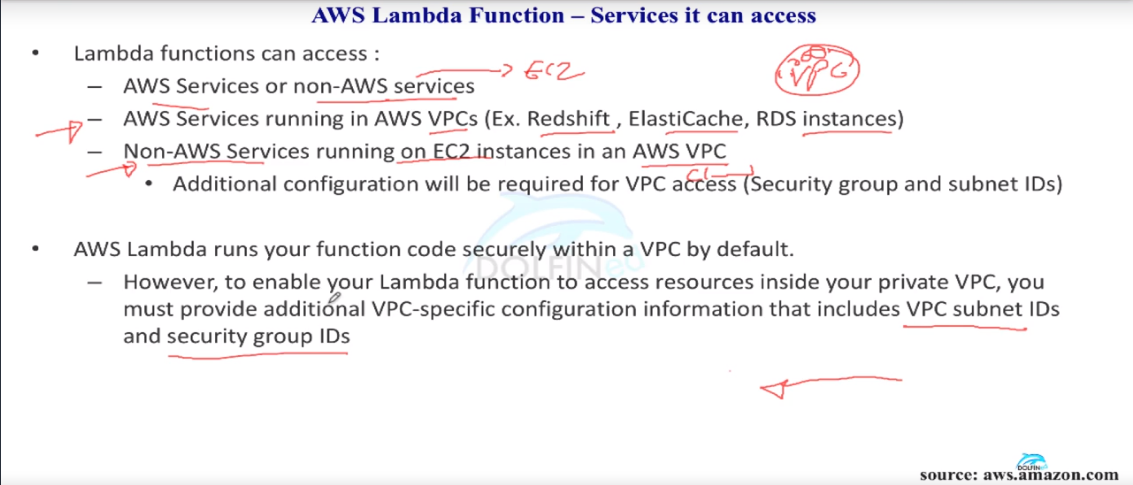 AWS Lambda Function – Services it can access
• Lambda functions can access :
– AWS Services or non-AWS services
EC2
– AWS Services running in AWS VPCs (Ex. Redshift , ElastiCache, RDS instances)
– Non-AWS Services running on EC2 instances in an AWS VPC
• Additional configuration will be required for VPC access (Security group and subnet IDs)
• AWS Lambda runs your function code securely within a VPC by default.
– However, to enable your Lambda function to access resources inside your private VPC, you
must provide additional VPC-specific configuration information that includes VPC subnet IDs
and security group IDs
DOLFINed
DOLFIN
source: aws.amazon.com